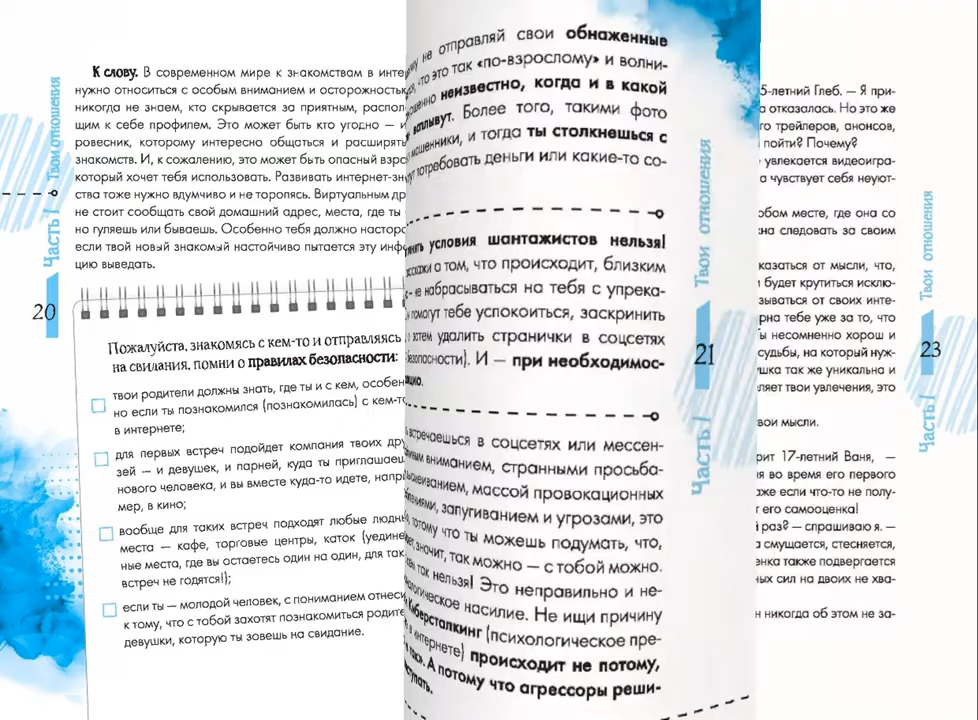 К слову. В современном мире к знакомствам в инте
нужно относиться с особым вниманием и осторожность
никогда не знаем, кто скрывается за приятным, распол
щим к себе профилем. Это может быть кто угодно — и
ровесник, которому интересно общаться и расширять
знакомств. И, к сожалению, это может быть опасный взро
который хочет тебя использовать. Развивать интернет-зн
ства тоже нужно вдумчиво и не торопясь. Виртуальным др
не стоит сообщать свой домашний адрес, места, где ты
но гуляешь или бываешь. Особенно тебя должно насторо
если твой новый знакомый настойчиво пытается эту инфо
цию выведать.
Часть I Твои отношения
20
Пожалуйста, знакомясь с кем-то и отправляясь
на свидания, помни о правилах безопасности:
твои родители должны знать, где ты и с кем, особен
но если ты познакомился (познакомилась) с кем-то
в интернете;
для первых встреч подойдет компания твоих дру
зей — и девушек, и парней, куда ты приглашаеш
нового человека, и вы вместе куда-то идете, напри
мер, в кино;
вообще для таких встреч подходят любые людны
места — кафе, торговые центры, каток (уединен
ные места, где вы остаетесь один на один, для так
встреч не годятся!);
если ты — молодой человек, с пониманием отнеси
к тому, что с тобой захотят познакомиться родите
девушки, которую ты зовешь на свидание.
не отправляй свои обнаженные
что это так «по-взрослому» и волни-
неизвестно, когда и в какой
всплывут. Более того, такими фото
мошенники, и тогда ты столкнешься с
потребовать деньги или какие-то со-
условия шантажистов нельзя!
о том, что происходит, близким
— не набрасываться на тебя с упрека-
помогут тебе успокоиться, заскринить
а затем удалить странички в соцсетях
безопасности). И — при необходимос-
встречаешься в соцсетях или мессен-
вниманием, странными просьба-
массой провокационных
запугиванием и угрозами, это
потому что ты можешь подумать, что,
значит, так можно — с тобой можно.
так нельзя! Это неправильно и не-
насилие. Не ищи причину
Киберсталкинг (психологическое пре-
в интернете) происходит не потому,
А потому что агрессоры реши-
Часть I Твои отношения
21
5-летний Глеб. — Я при-
а отказалась. Но это же
го трейлеров, анонсов,
пойти? Почему?
увлекается видеоигра-
а чувствует себя неуют-
обом месте, где она со
на следовать за своим
казаться от мысли, что,
будет крутиться исклю-
зываться от своих инте-
рна тебе уже за то, что
ы несомненно хорош и
судьбы, на который нуж-
ушка так же уникальна и
ляет твои увлечения, это
вои мысли.
рит 17-летний Ваня, —
я во время его первого
аже если что-то не полу-
т его самооценка!
й раз? — спрашиваю я. —
а смущается, стесняется,
енка также подвергается
ных сил на двоих не хва-
н никогда об этом не за-
Часть I Твои отношения
23